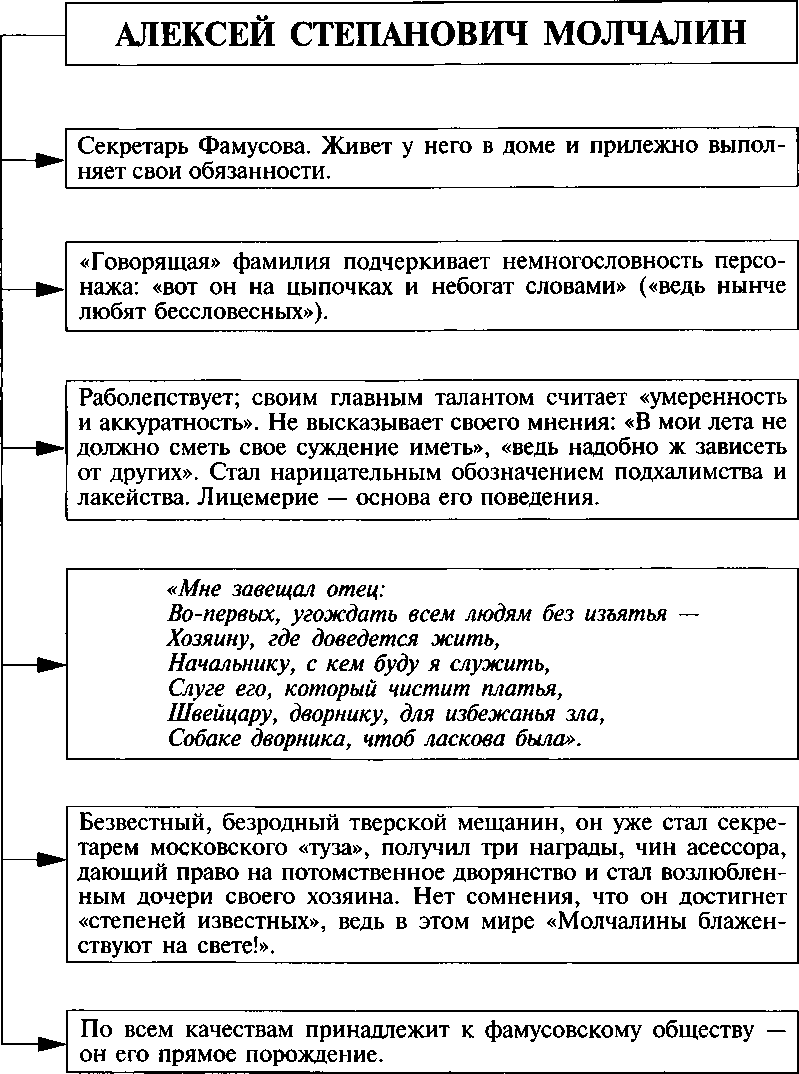 АЛЕКСЕЙ СТЕПАНОВИЧ МОЛЧАЛИН
Секретарь Фамусова. Живет у него в доме и прилежно выпол-
няет свои обязанности.
«Говорящая» фамилия подчеркивает немногословность персо-
нажа: «вот он на цыпочках и небогат словами» («ведь нынче
любят бессловесных»).
Раболепствует; своим главным талантом считает «умеренность
и аккуратность». Не высказывает своего мнения: «В мои лета не
должно сметь свое суждение иметь», «ведь надобно ж зависеть
от других». Стал нарицательным обозначением подхалимства и
лакейства. Лицемерие — основа его поведения.
«Мне завещал отец:
Во-первых, угождать всем людям без изъятья —
Хозяину, где доведется жить,
Начальнику, с кем буду я служить,
Слуге его, который чистит платья,
Швейцару, дворнику, для избежанья зла,
Собаке дворника, чтоб ласкова была».
Безвестный, безродный тверской мещанин, он уже стал секре-
тарем московского «туза», получил три награды, чин асессора,
дающий право на потомственное дворянство и стал возлюблен-
ным дочери своего хозяина. Нет сомнения, что он достигнет
«степеней известных», ведь в этом мире «Молчалины блажен-
ствуют на свете!».
По всем качествам принадлежит к фамусовскому обществу —
он его прямое порождение.